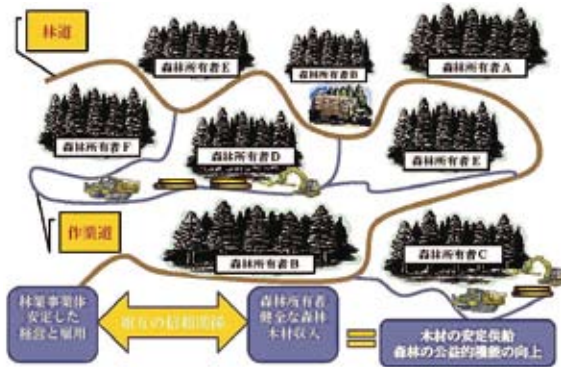 林道
森林所有者E
森林所有者B
森林所有者A
森林所有者F
森林所有者D
森林所有者E
作業道
森林所有者B
森林所有者C
林業事業体
安定した
経営と雇用
相互の信頼関係
森林所有者
健全な森林
木材収入
木材の安定供給
森林の公益的機能の向上